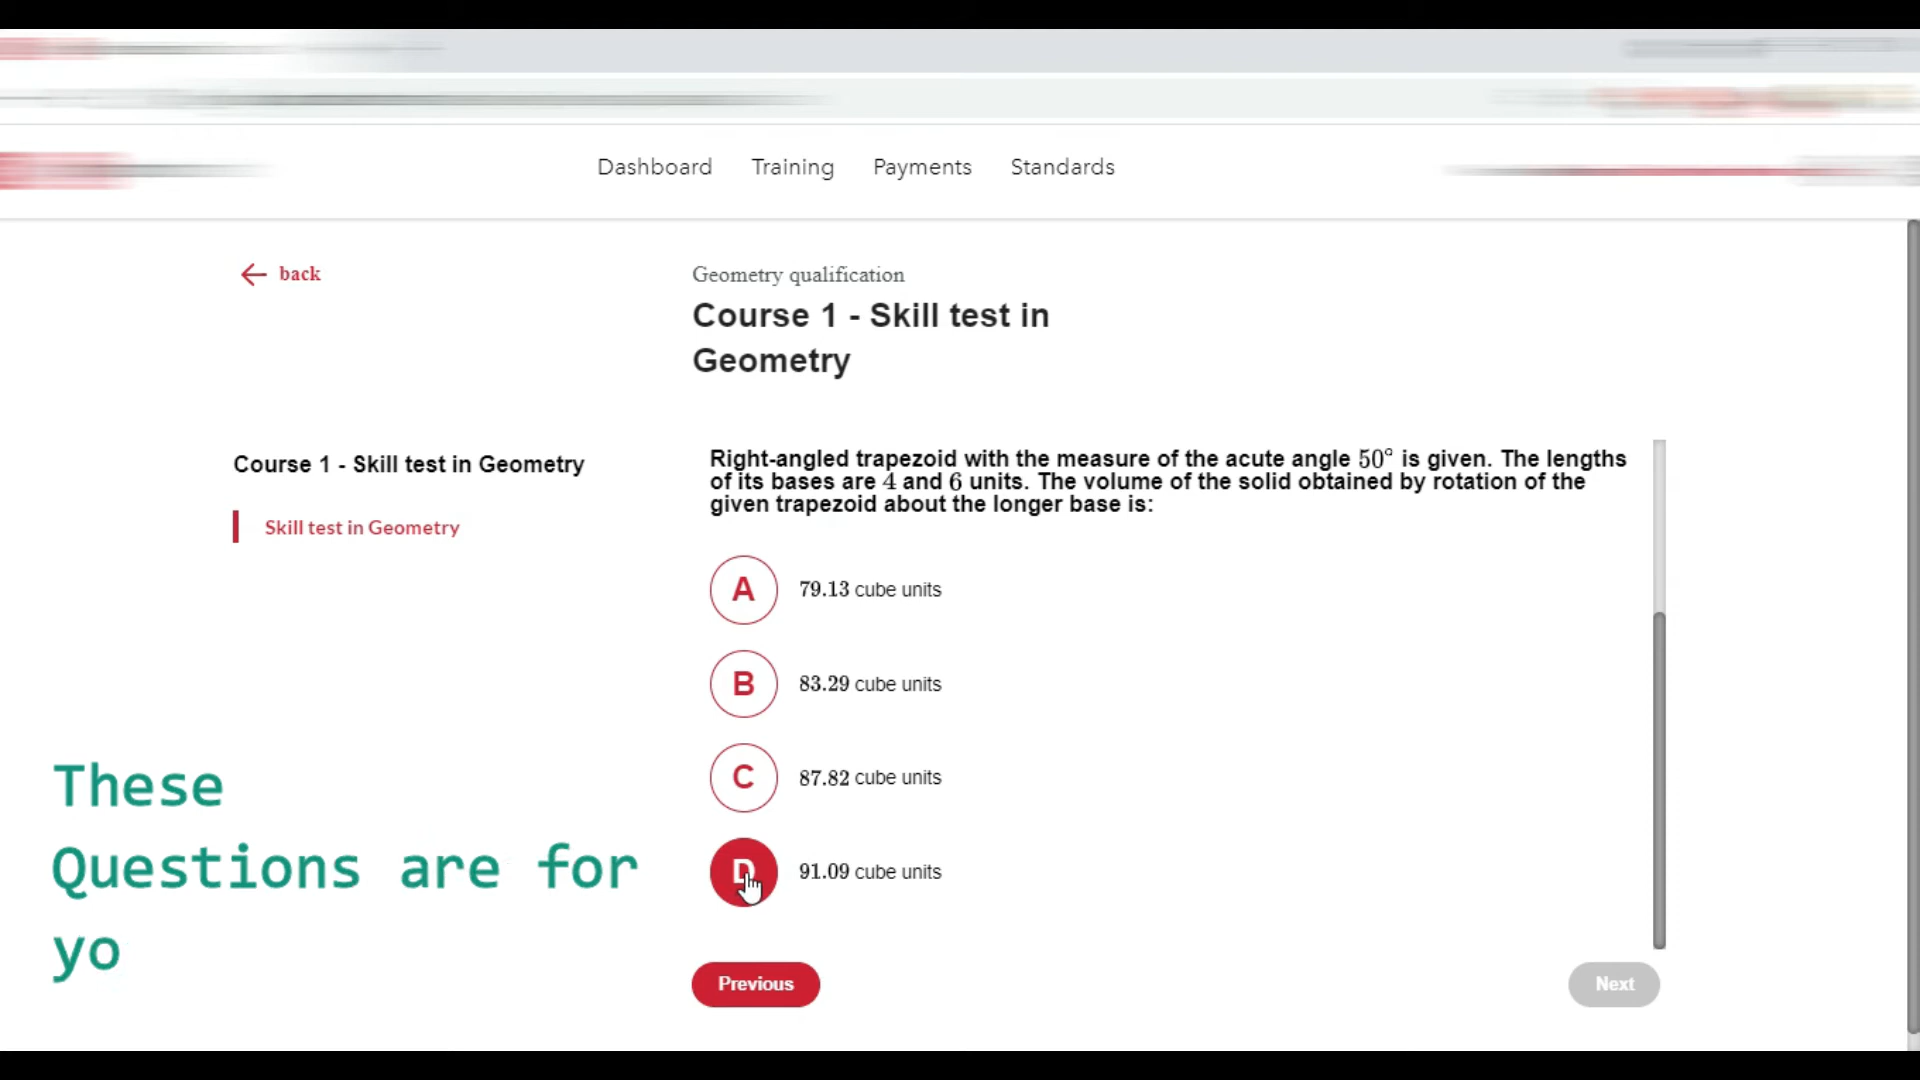 Dashboard Training Payments Standards
back
Geometry qualification
Course 1 - Skill test in
Geometry
Course 1 - Skill test in Geometry
Skill test in Geometry
Right-angled trapezoid with the measure of the acute angle 50° is given. The lengths
of its bases are 4 and 6 units. The volume of the solid obtained by rotation of the
given trapezoid about the longer base is:
A 79.13 cube units
B 83.29 cube units
C 87.82 cube units
D 91.09 cube units
These
Questions are for
yo
Previous
Next